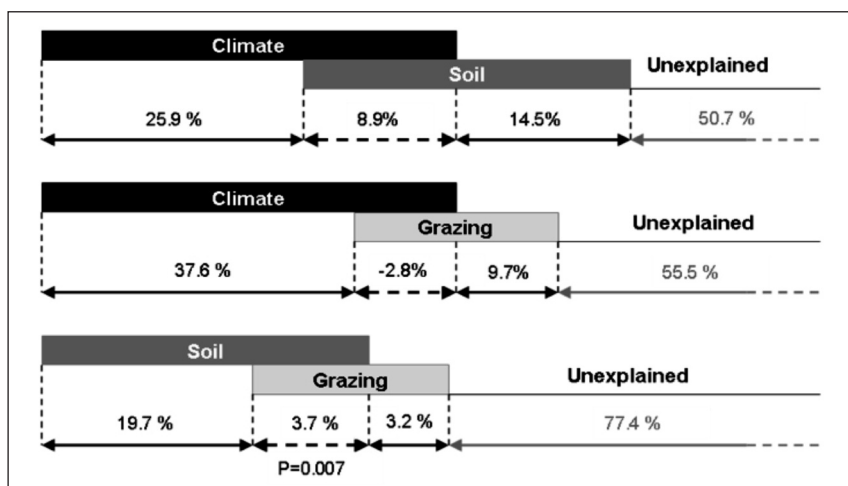 Climate
Soil
Unexplained
25.9 %
8.9%
14.5%
50.7 %
Climate
Grazing
Unexplained
37.6 %
-2.8%
9.7%
55.5 %
Soil
Grazing
Unexplained
19.7 %
3.7 %
3.2 %
77.4 %
P=0.007